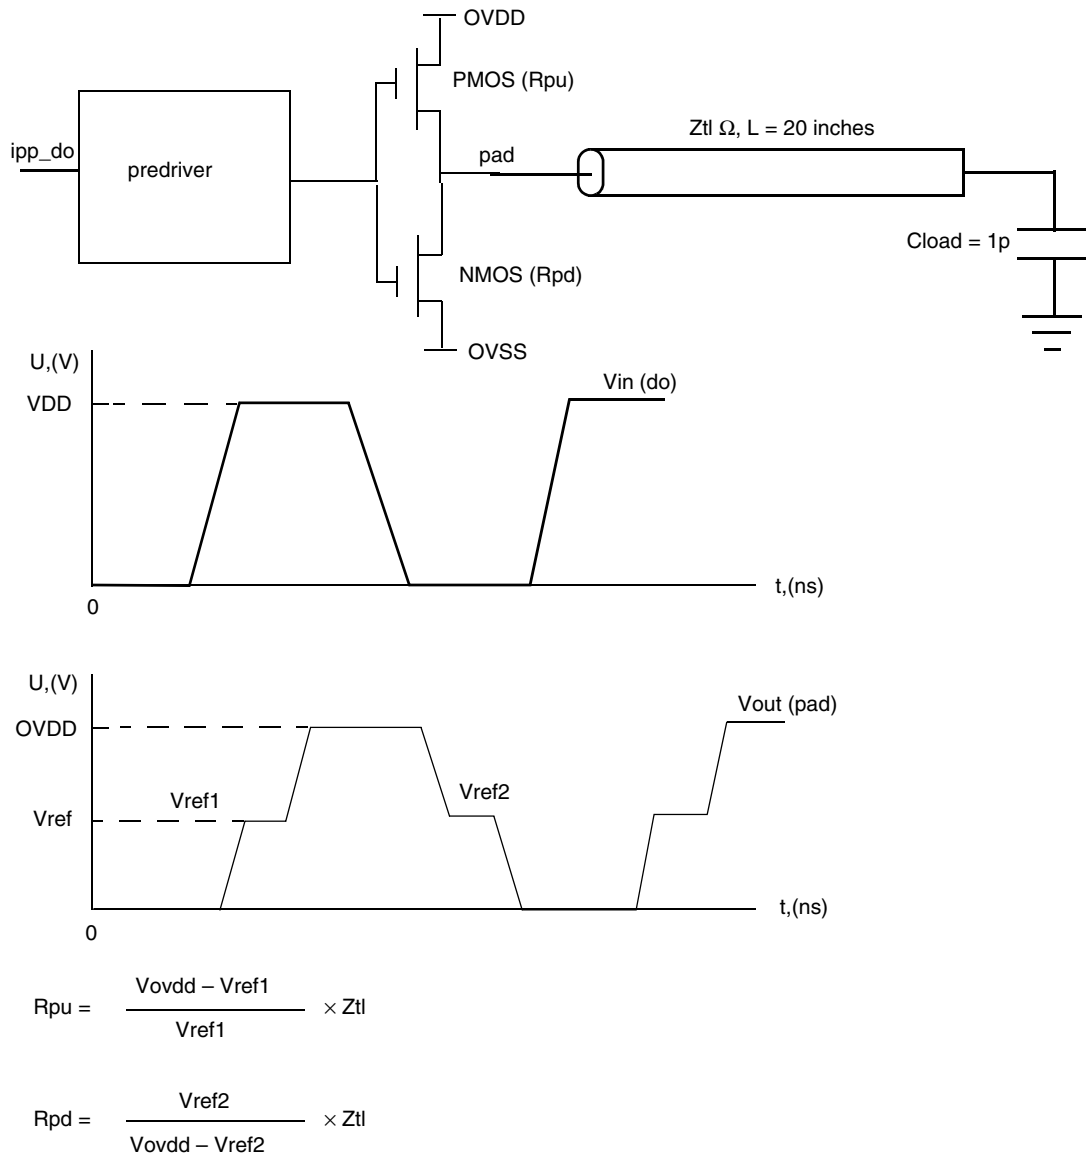 OVDD
PMOS (Rpu)
Ztl Ω, L = 20 inches
ipp_do
predriver
pad
Cload = 1p
NMOS (Rpd)
OVSS
U,(V)
VDD
Vin (do)
t,(ns)
0
U,(V)
OVDD
Vout (pad)
Vref1
Vref2
Vref
t,(ns)
0
Vovdd – Vref1
Rpu = × Ztl
Vref1
Vref2
Rpd = × Ztl
Vovdd – Vref2